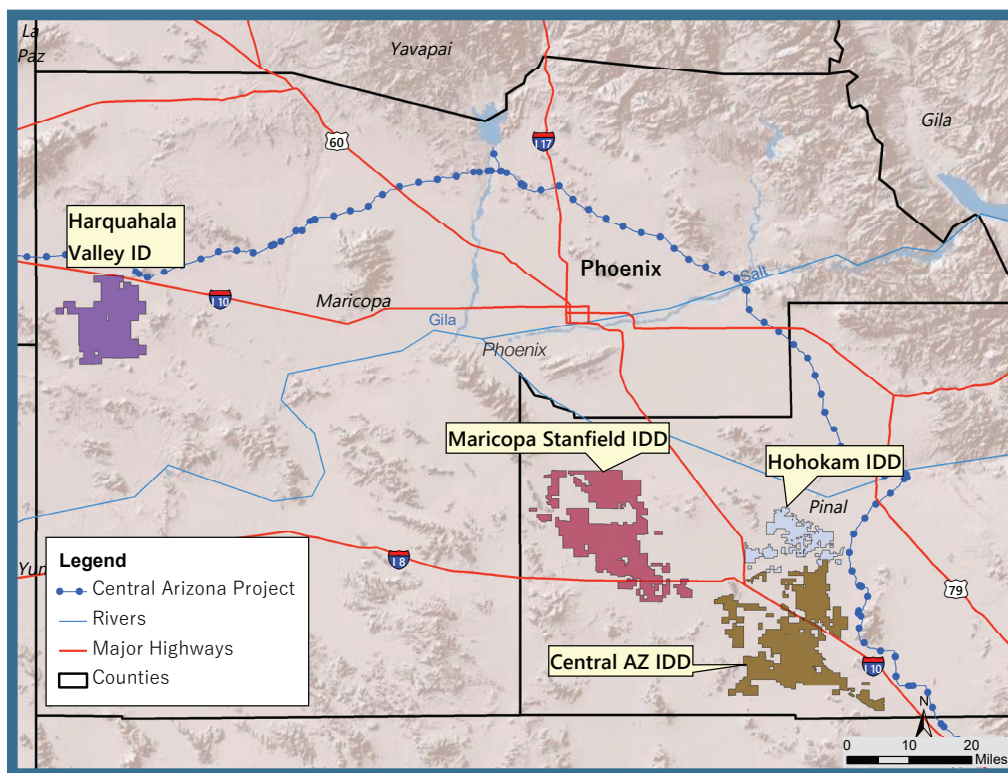 La
Paz
Yavapai
Gila
60
I 17
Harquahala
Valley ID
Phoenix
Salt
I 10
Maricopa
Gila
Phoenix
Maricopa Stanfield IDD
Hohokam IDD
Pinal
Legend
Central Arizona Project
Rivers
Major Highways
Counties
Yum
I 8
79
Central AZ IDD
I 10
N
0 10 20
Miles